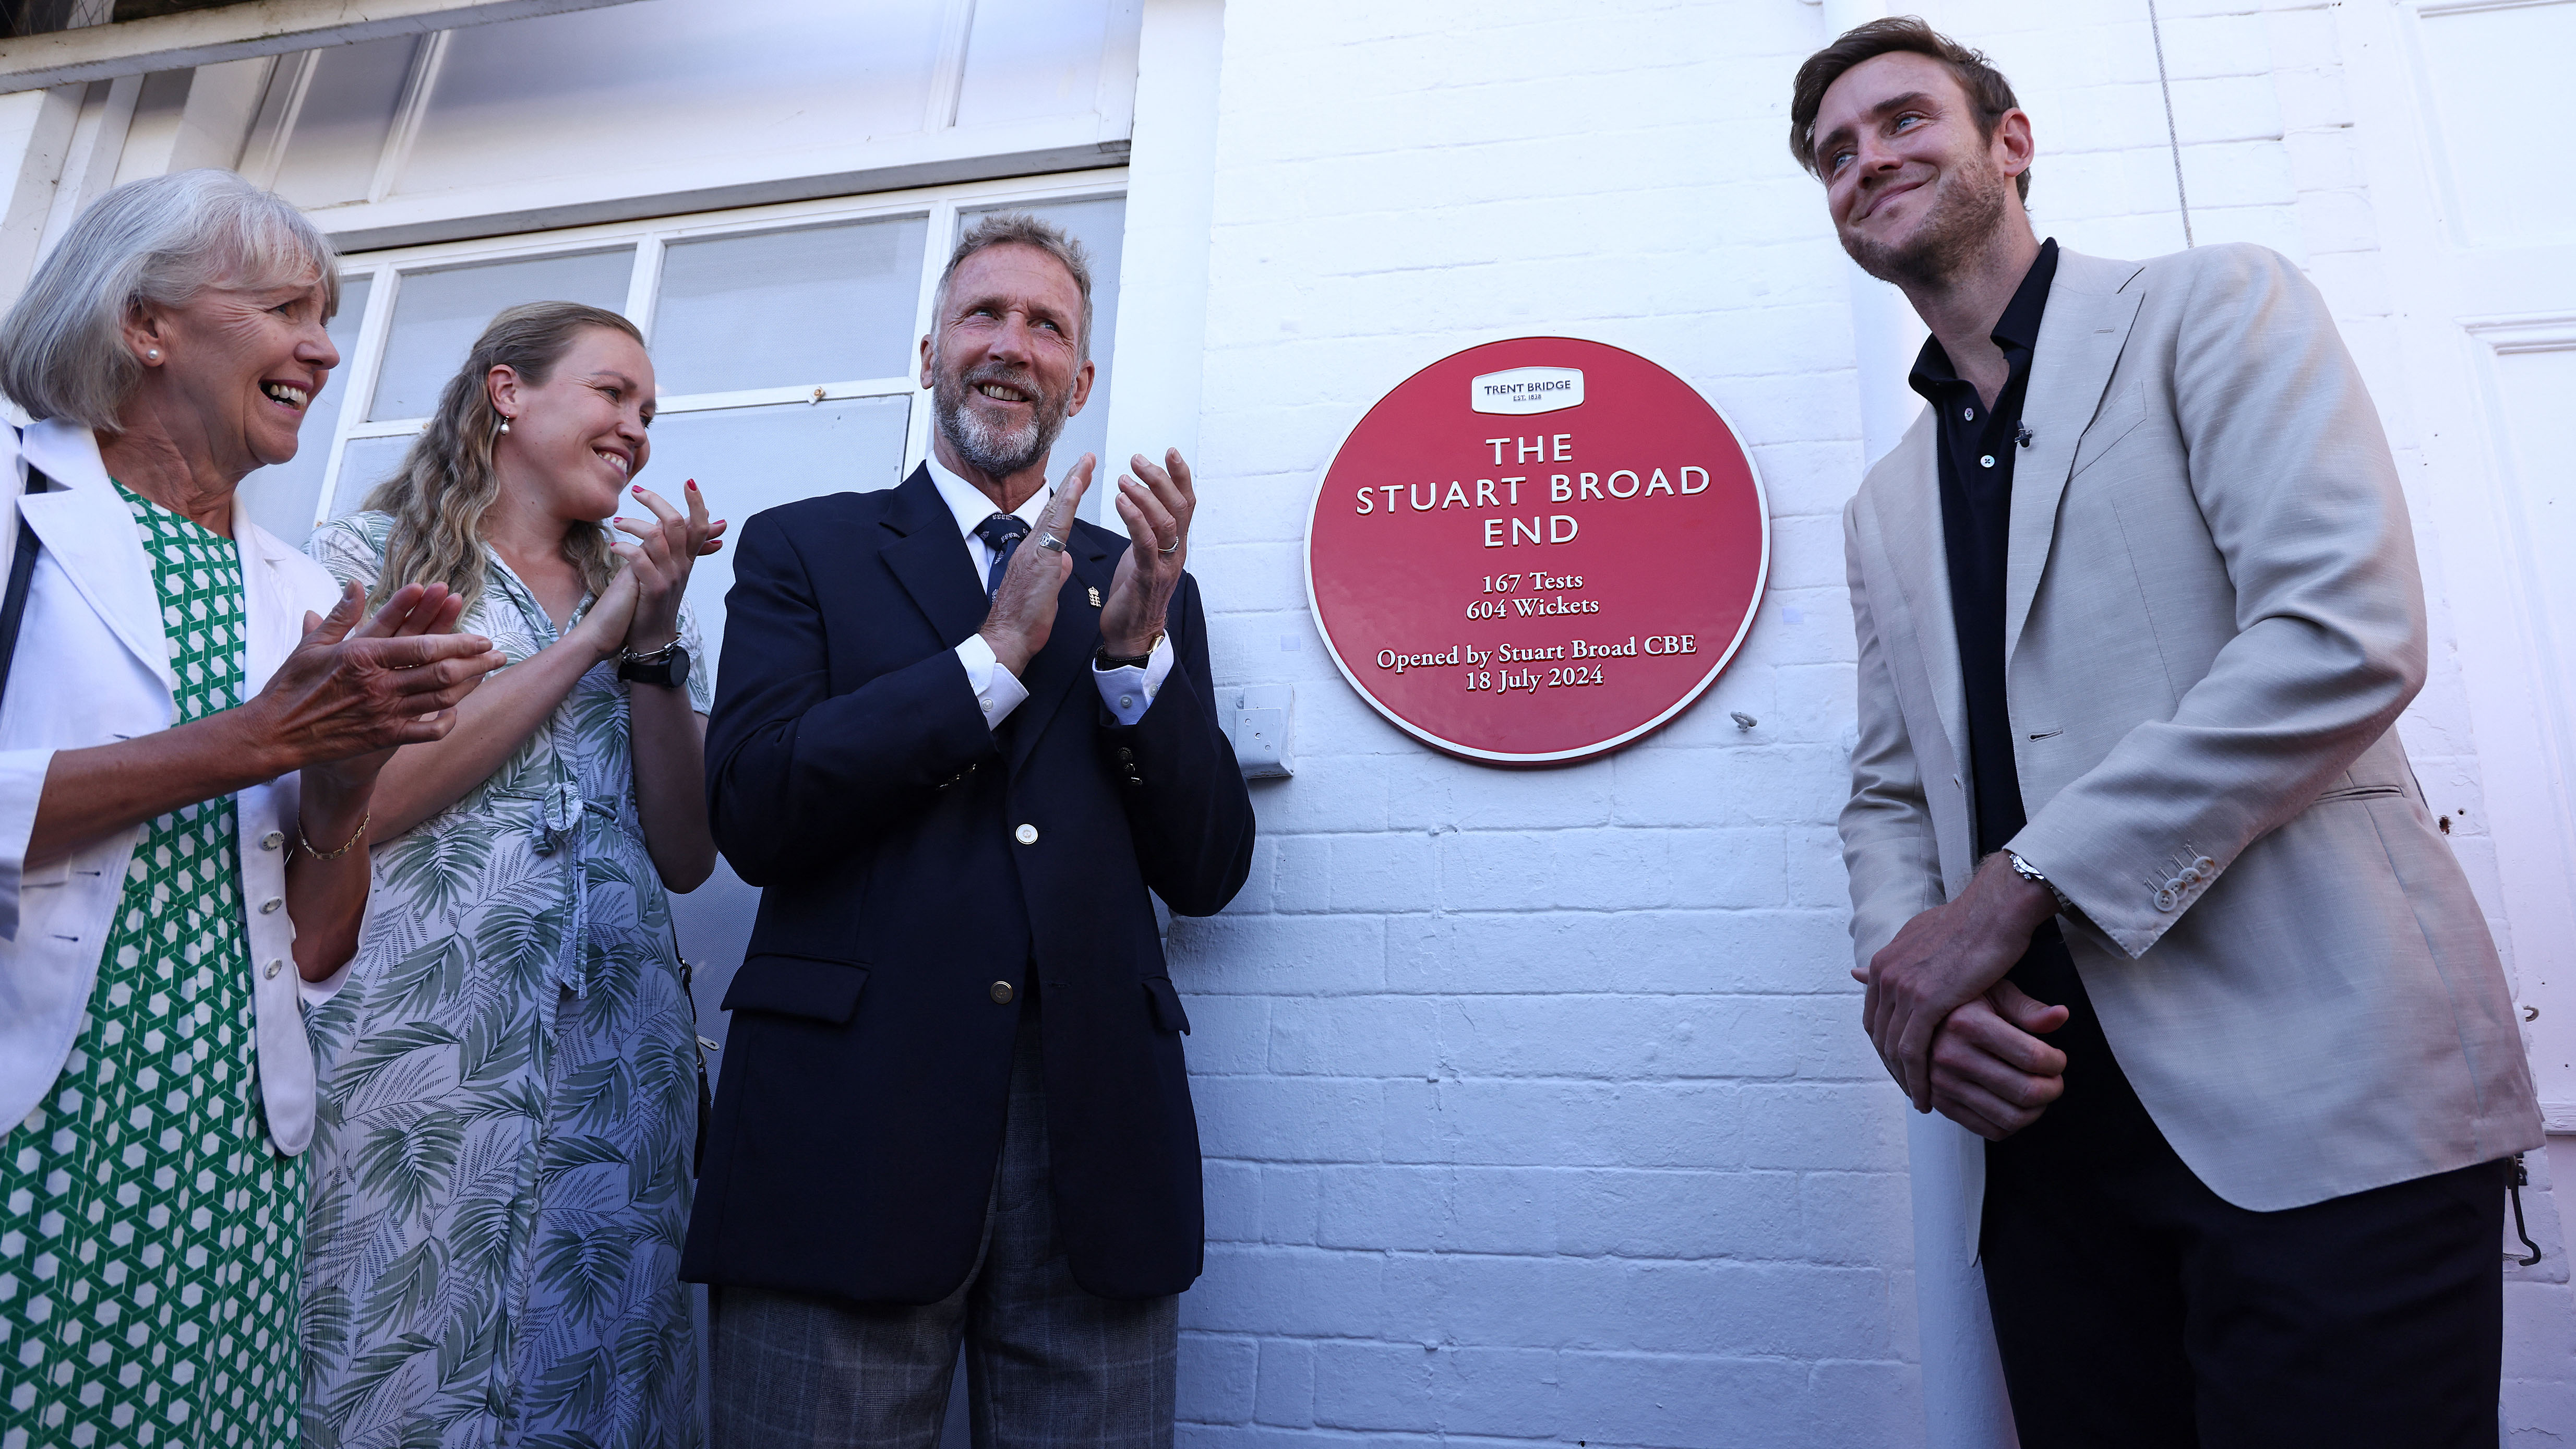 TRENT BRIDGE
EST. 1838
THE
STUART BROAD
END
167 Tests
604 Wickets
Opened by Stuart Broad CBE
18 July 2024